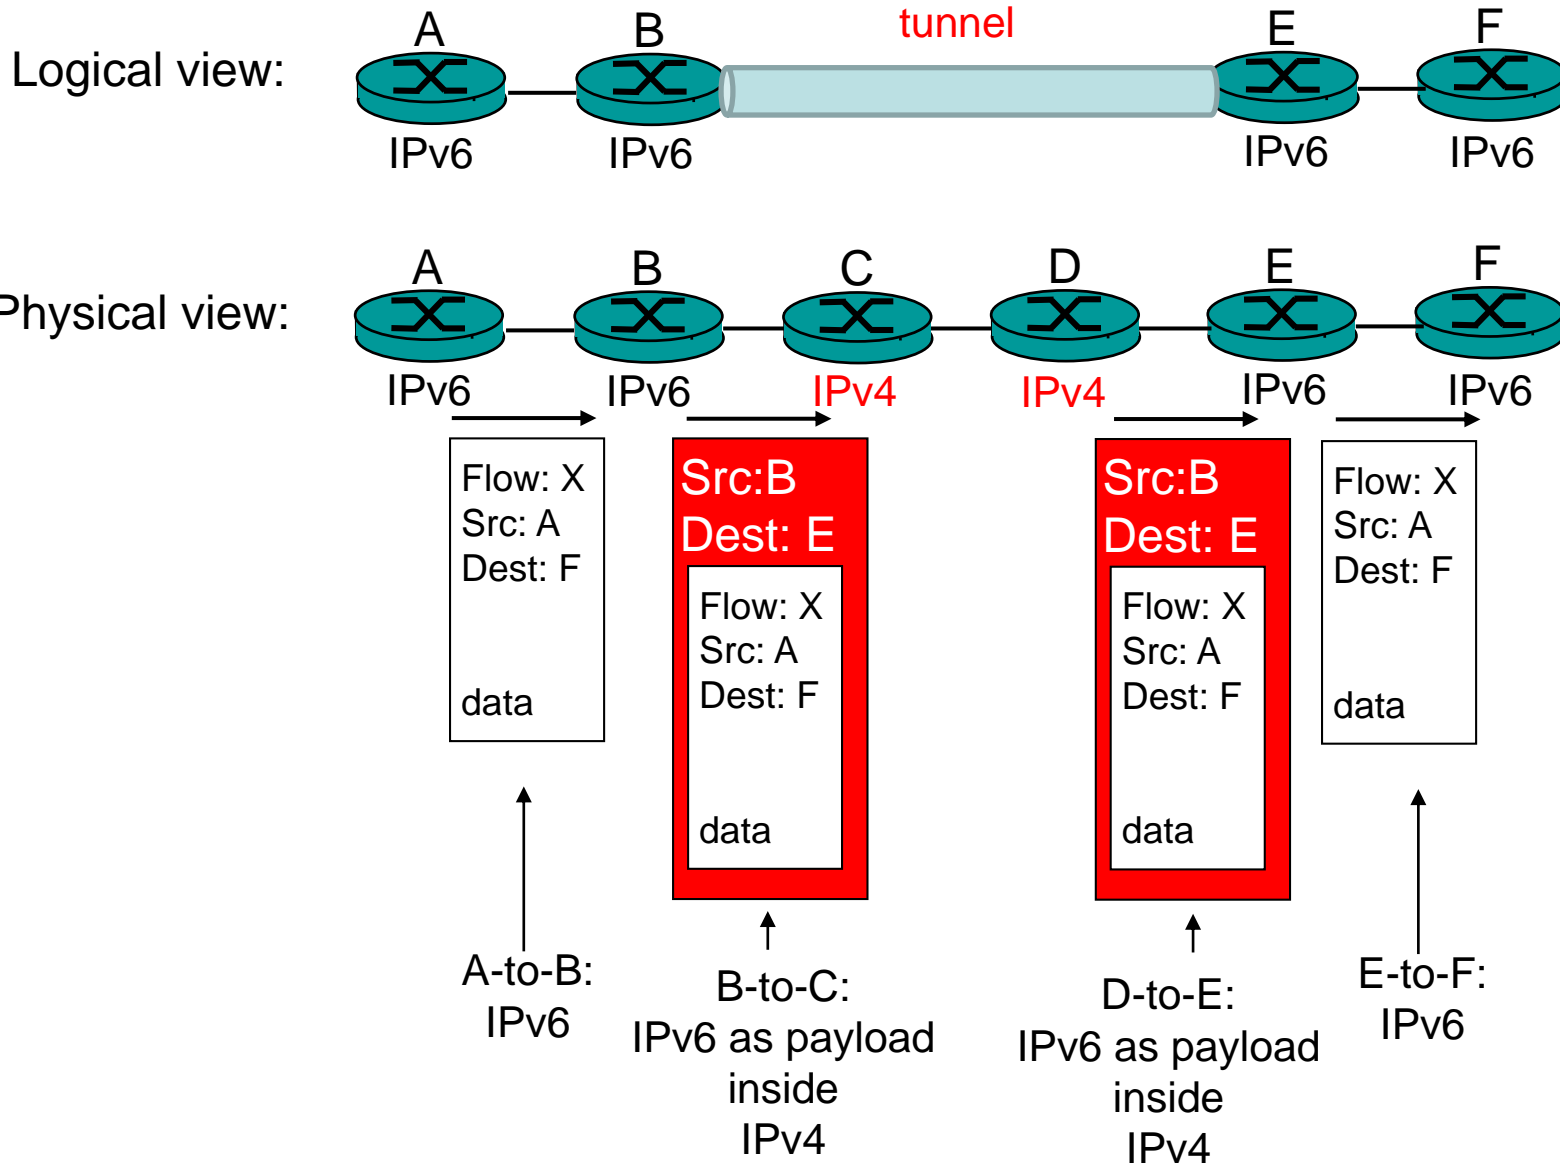 A B tunnel E F
Logical view:
IPv6 IPv6 IPv6 IPv6
A B C D E F
Physical view:
IPv6 IPv6 IPv4 IPv4 IPv6 IPv6
Flow: X
Src: A
Dest: F
data
Src:B
Dest: E
Flow: X
Src: A
Dest: F
data
Src:B
Dest: E
Flow: X
Src: A
Dest: F
data
Flow: X
Src: A
Dest: F
data
A-to-B:
IPv6
B-to-C:
IPv6 as payload
inside
IPv4
D-to-E:
IPv6 as payload
inside
IPv4
E-to-F:
IPv6